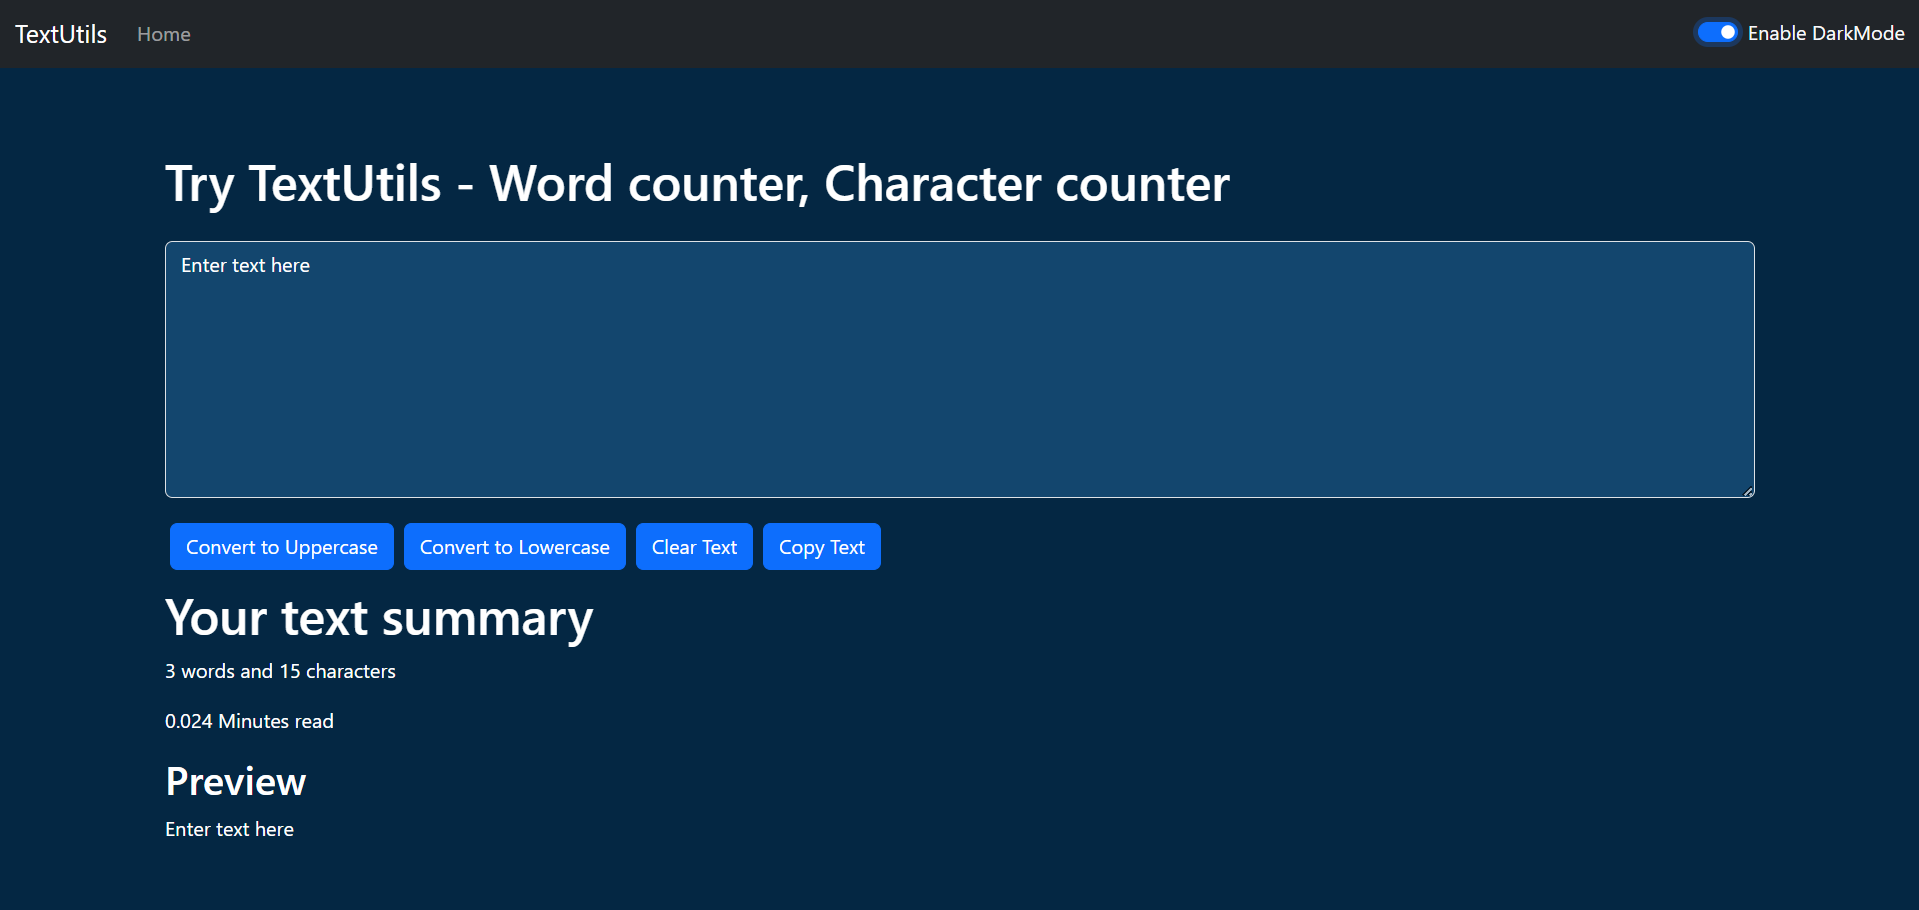 TextUtils Home Enable DarkMode
Try TextUtils - Word counter, Character counter
Enter text here
Convert to Uppercase Convert to Lowercase Clear Text Copy Text
Your text summary
3 words and 15 characters
0.024 Minutes read
Preview
Enter text here